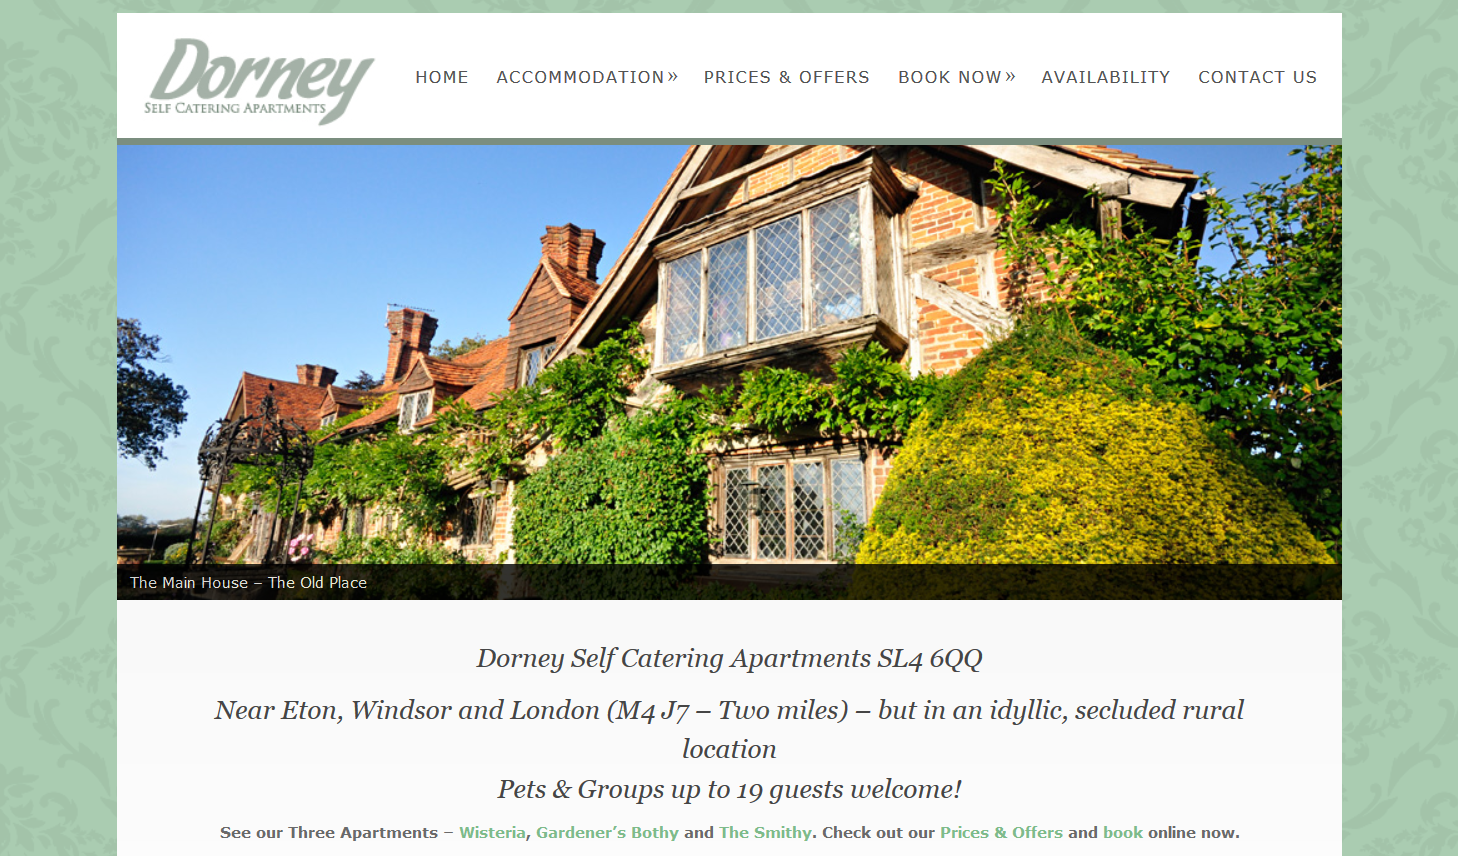 Dorney
SELF CATERING APARTMENTS
HOME ACCOMMODATION » PRICES & OFFERS BOOK NOW » AVAILABILITY CONTACT US
The Main House – The Old Place
Dorney Self Catering Apartments SL4 6QQ
Near Eton, Windsor and London (M4 J7 – Two miles) – but in an idyllic, secluded rural
location
Pets & Groups up to 19 guests welcome!
See our Three Apartments – Wisteria, Gardener’s Bothy and The Smithy. Check out our Prices & Offers and book online now.